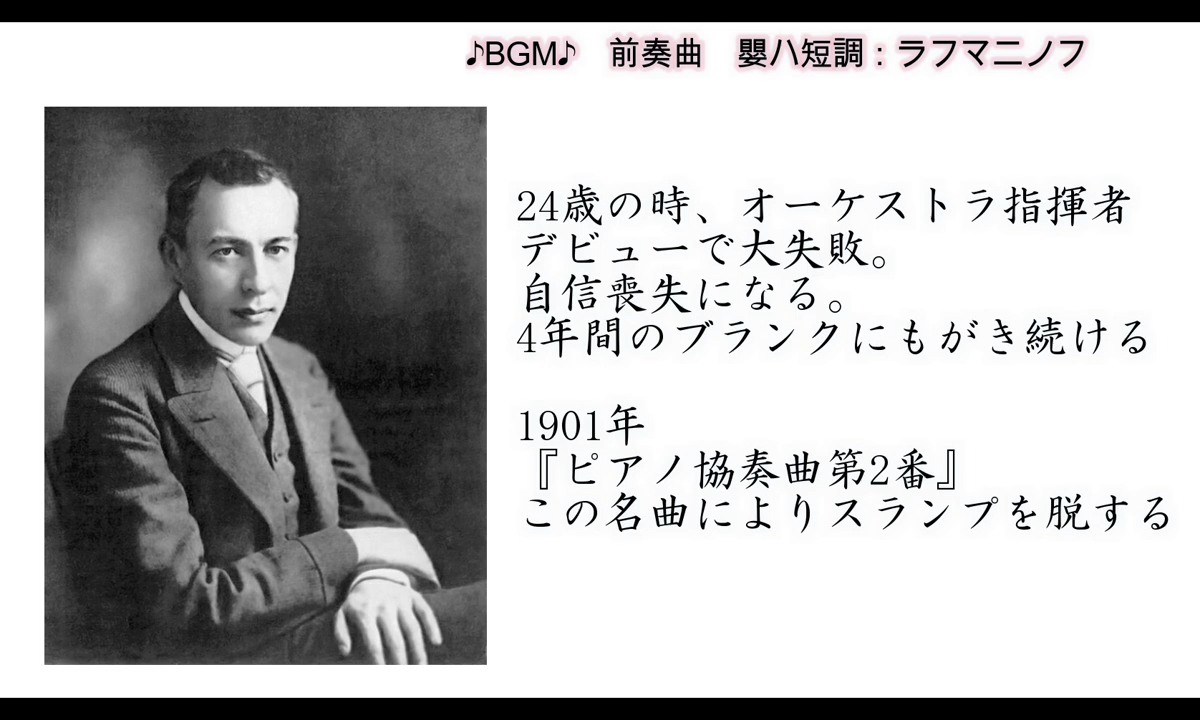 ♪BGM♪　前奏曲　嬰ハ短調：ラフマニノフ
24歳の時、オーケストラ指揮者
デビューで大失敗。
自信喪失になる。
4年間のブランクにもがき続ける
1901年
『ピアノ協奏曲第2番』
この名曲によりスランプを脱する